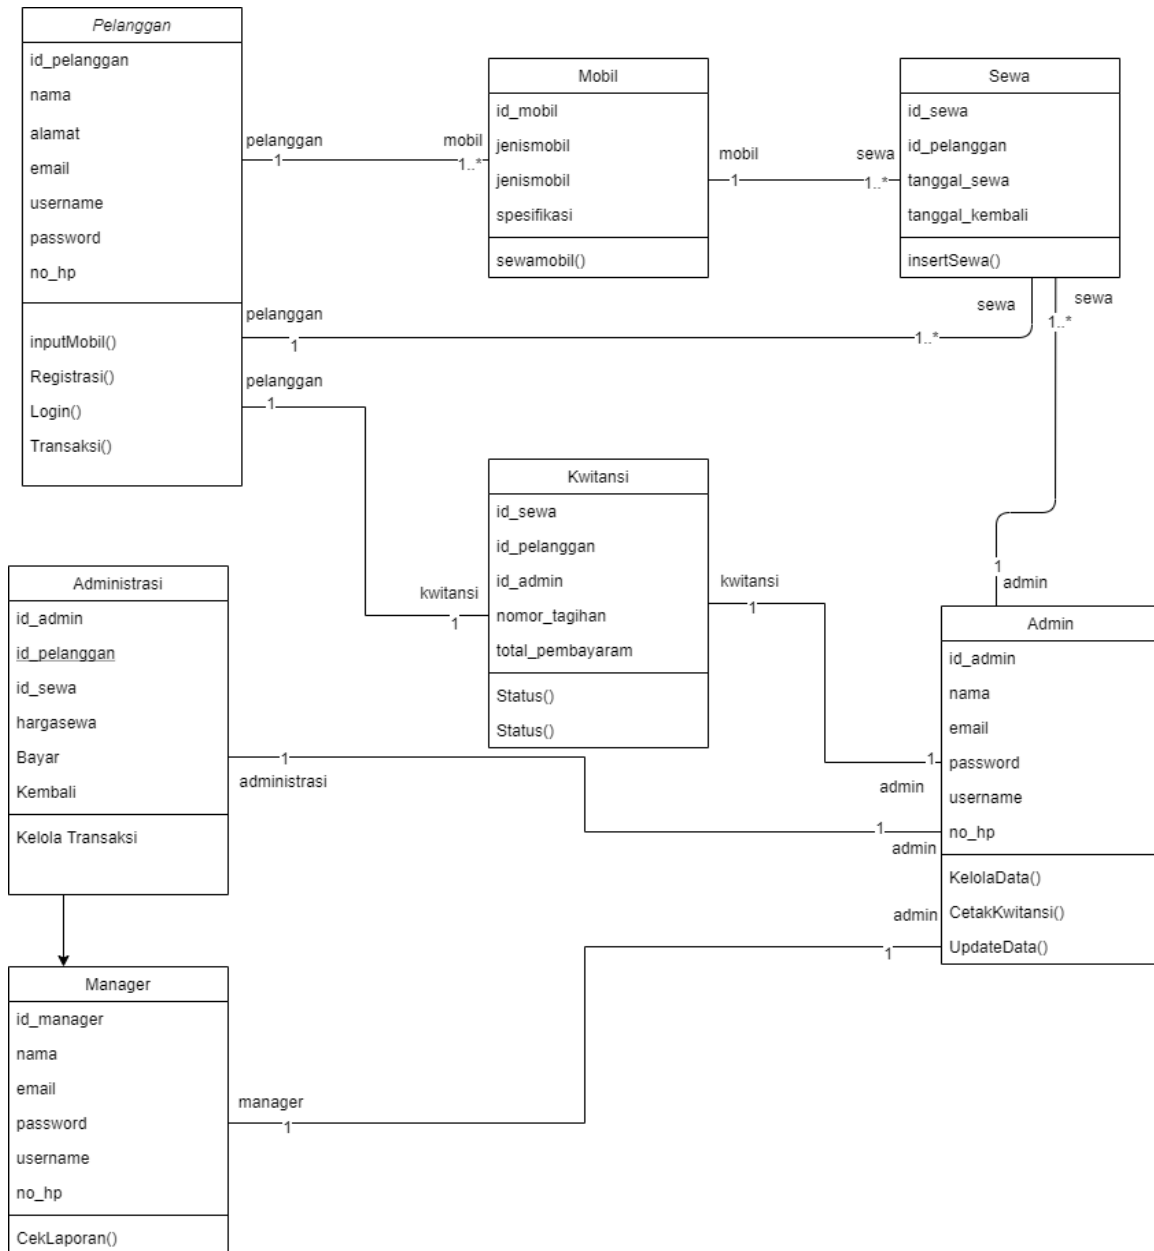 Pelanggan
id_pelanggan
nama
alamat
email
username
password
no_hp
inputMobil()
Registrasi()
Login()
Transaksi()
pelanggan
1
mobil
1..*
Mobil
id_mobil
jenismobil
jenismobil
spesifikasi
sewamobil()
mobil
1
sewa
1..*
Sewa
id_sewa
id_pelanggan
tanggal_sewa
tanggal_kembali
insertSewa()
pelanggan
1
sewa
1..*
sewa
1..*
pelanggan
1
kwitansi
1
Kwitansi
id_sewa
id_pelanggan
id_admin
nomor_tagihan
total_pembayaram
Status()
Status()
kwitansi
1
1
admin
1
admin
Admin
id_admin
nama
email
password
username
no_hp
KelolaData()
CetakKwitansi()
UpdateData()
Administrasi
id_admin
id_pelanggan
id_sewa
hargasewa
Bayar
Kembali
Kelola Transaksi
1
administrasi
1
admin
admin
1
Manager
id_manager
nama
email
password
username
no_hp
CekLaporan()
manager
1